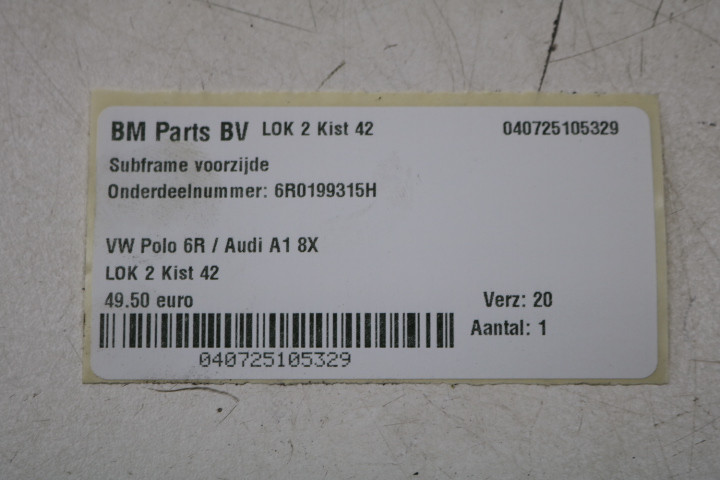 BM Parts BV LOK 2 Kist 42 040725105329
Subframe voorzijde
Onderdeelnummer: 6R0199315H
VW Polo 6R / Audi A1 8X
LOK 2 Kist 42
49.50 euro Verz: 20
Aantal: 1
040725105329